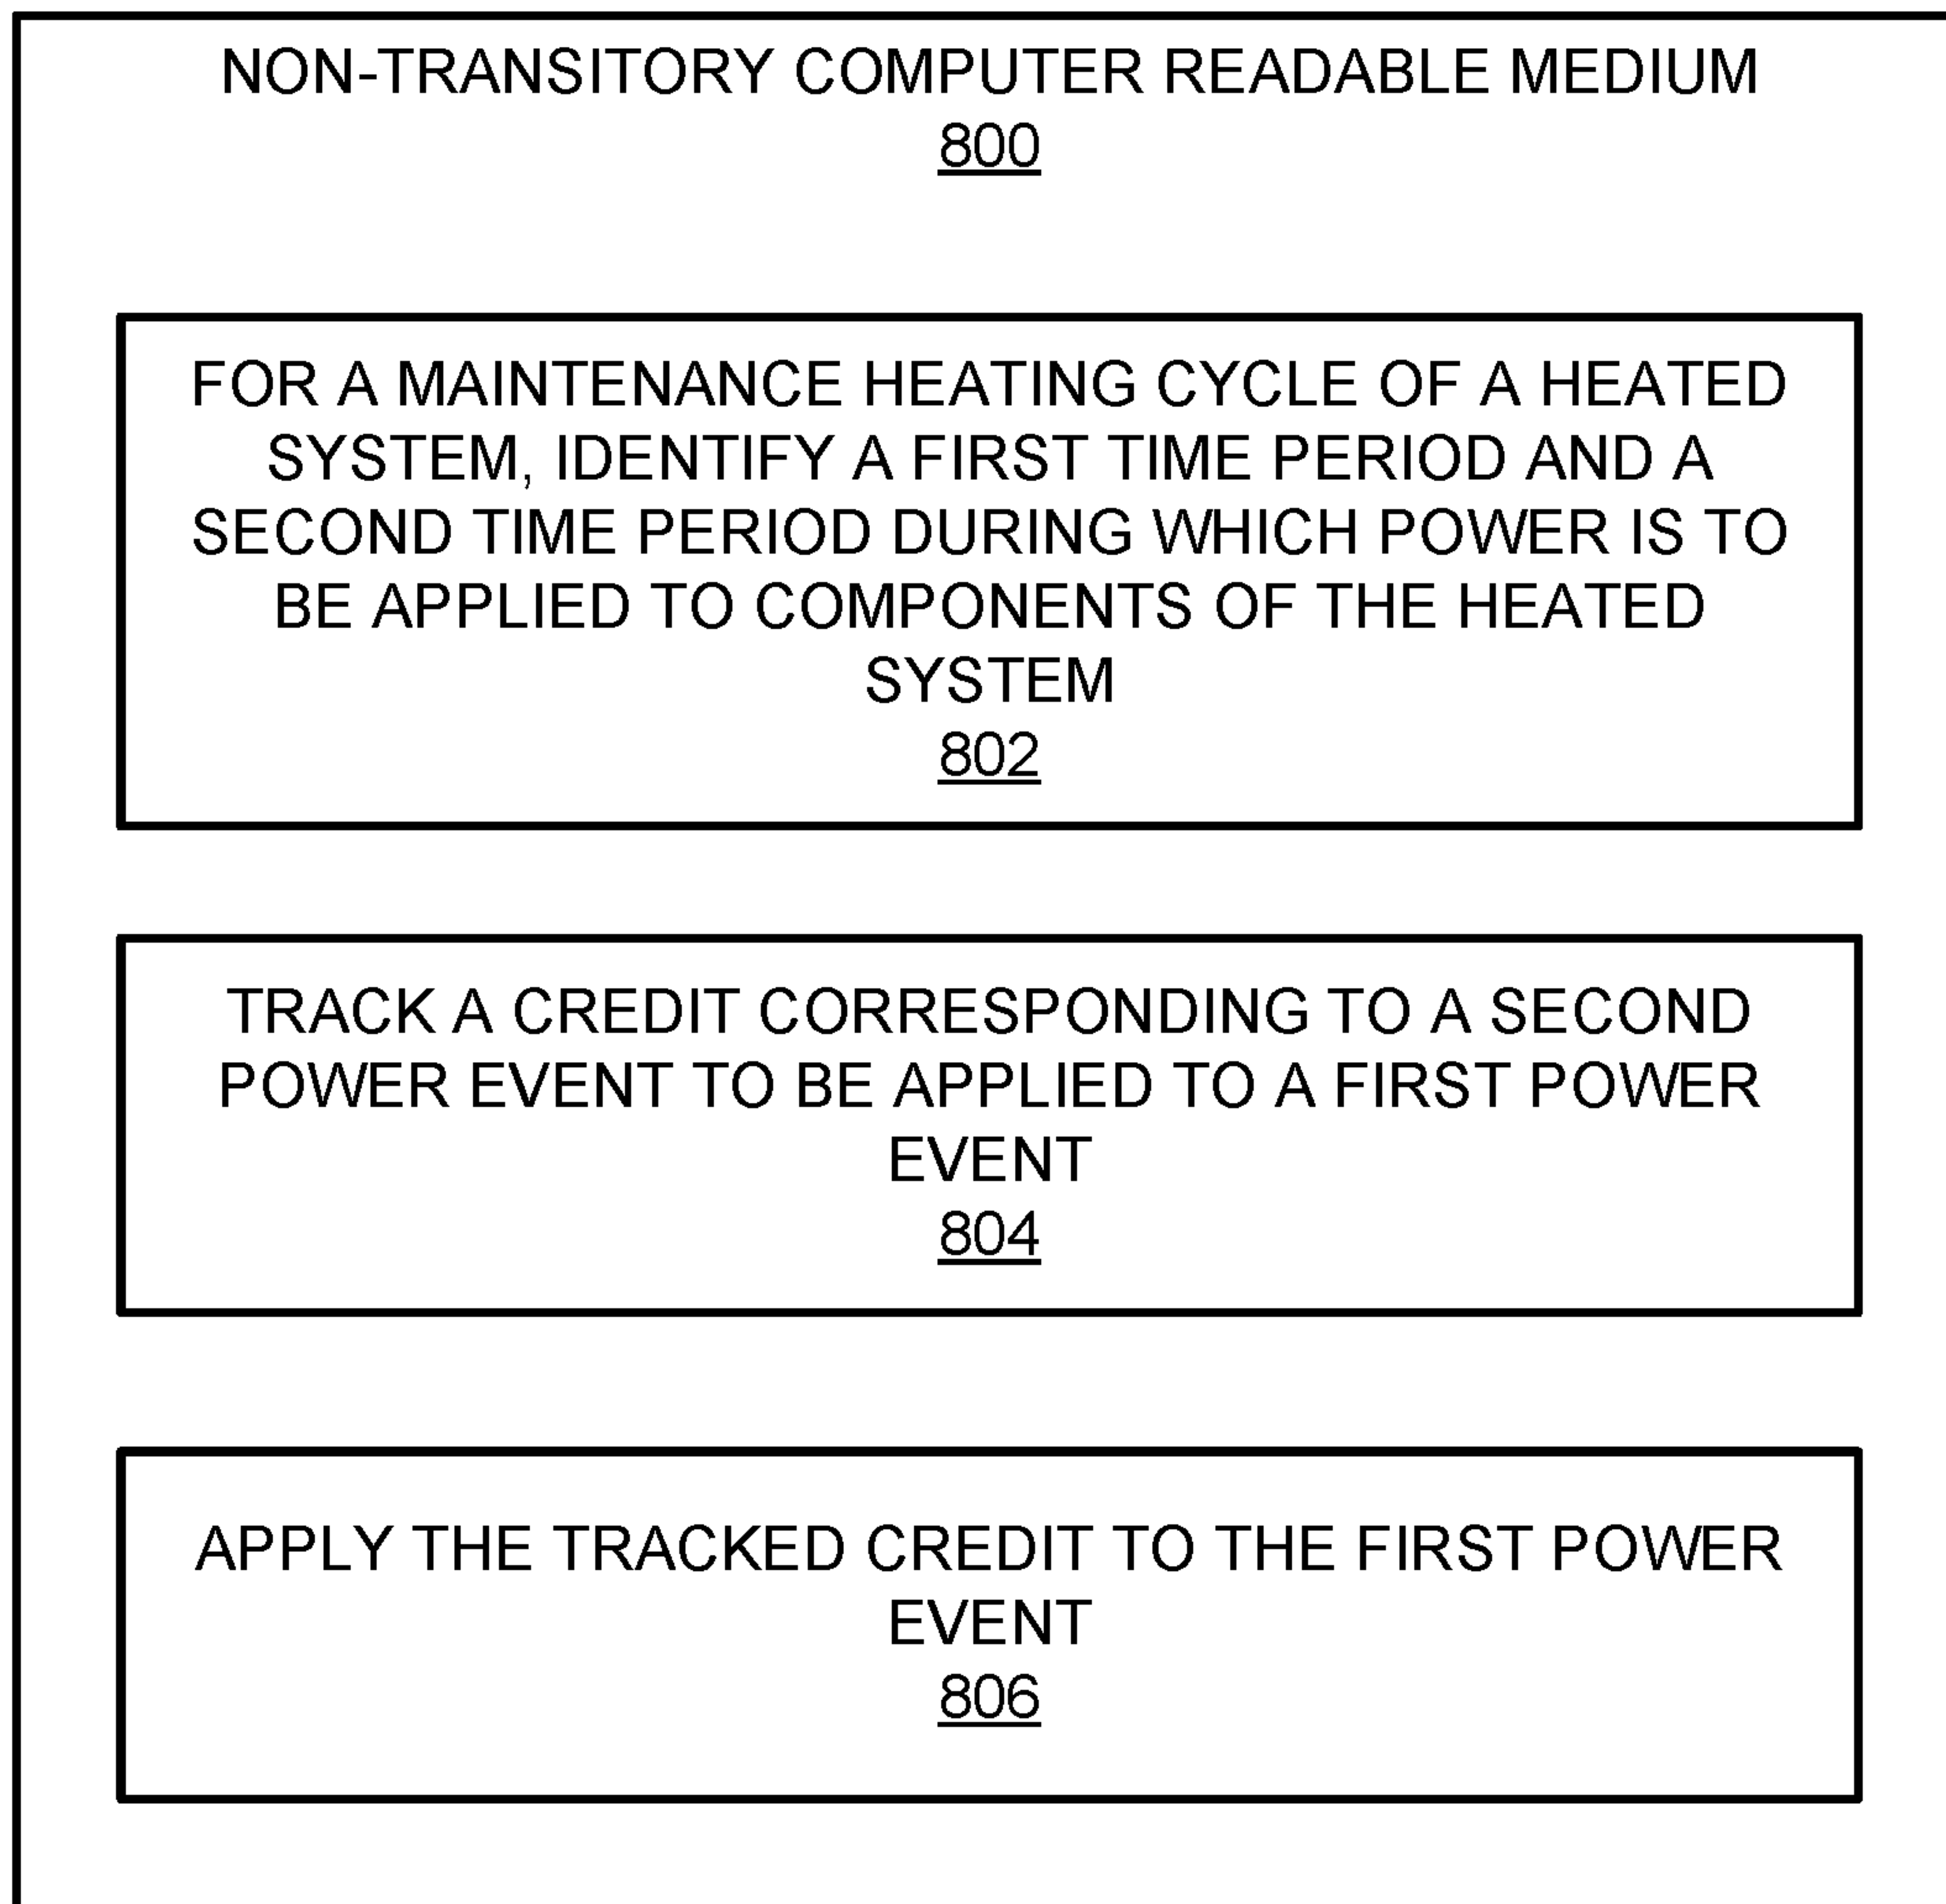 NON-TRANSITORY COMPUTER READABLE MEDIUM
800
FOR A MAINTENANCE HEATING CYCLE OF A HEATED
SYSTEM, IDENTIFY A FIRST TIME PERIOD AND A
SECOND TIME PERIOD DURING WHICH POWER IS TO
BE APPLIED TO COMPONENTS OF THE HEATED
SYSTEM
802
TRACK A CREDIT CORRESPONDING TO A SECOND
POWER EVENT TO BE APPLIED TO A FIRST POWER
EVENT
804
APPLY THE TRACKED CREDIT TO THE FIRST POWER
EVENT
806